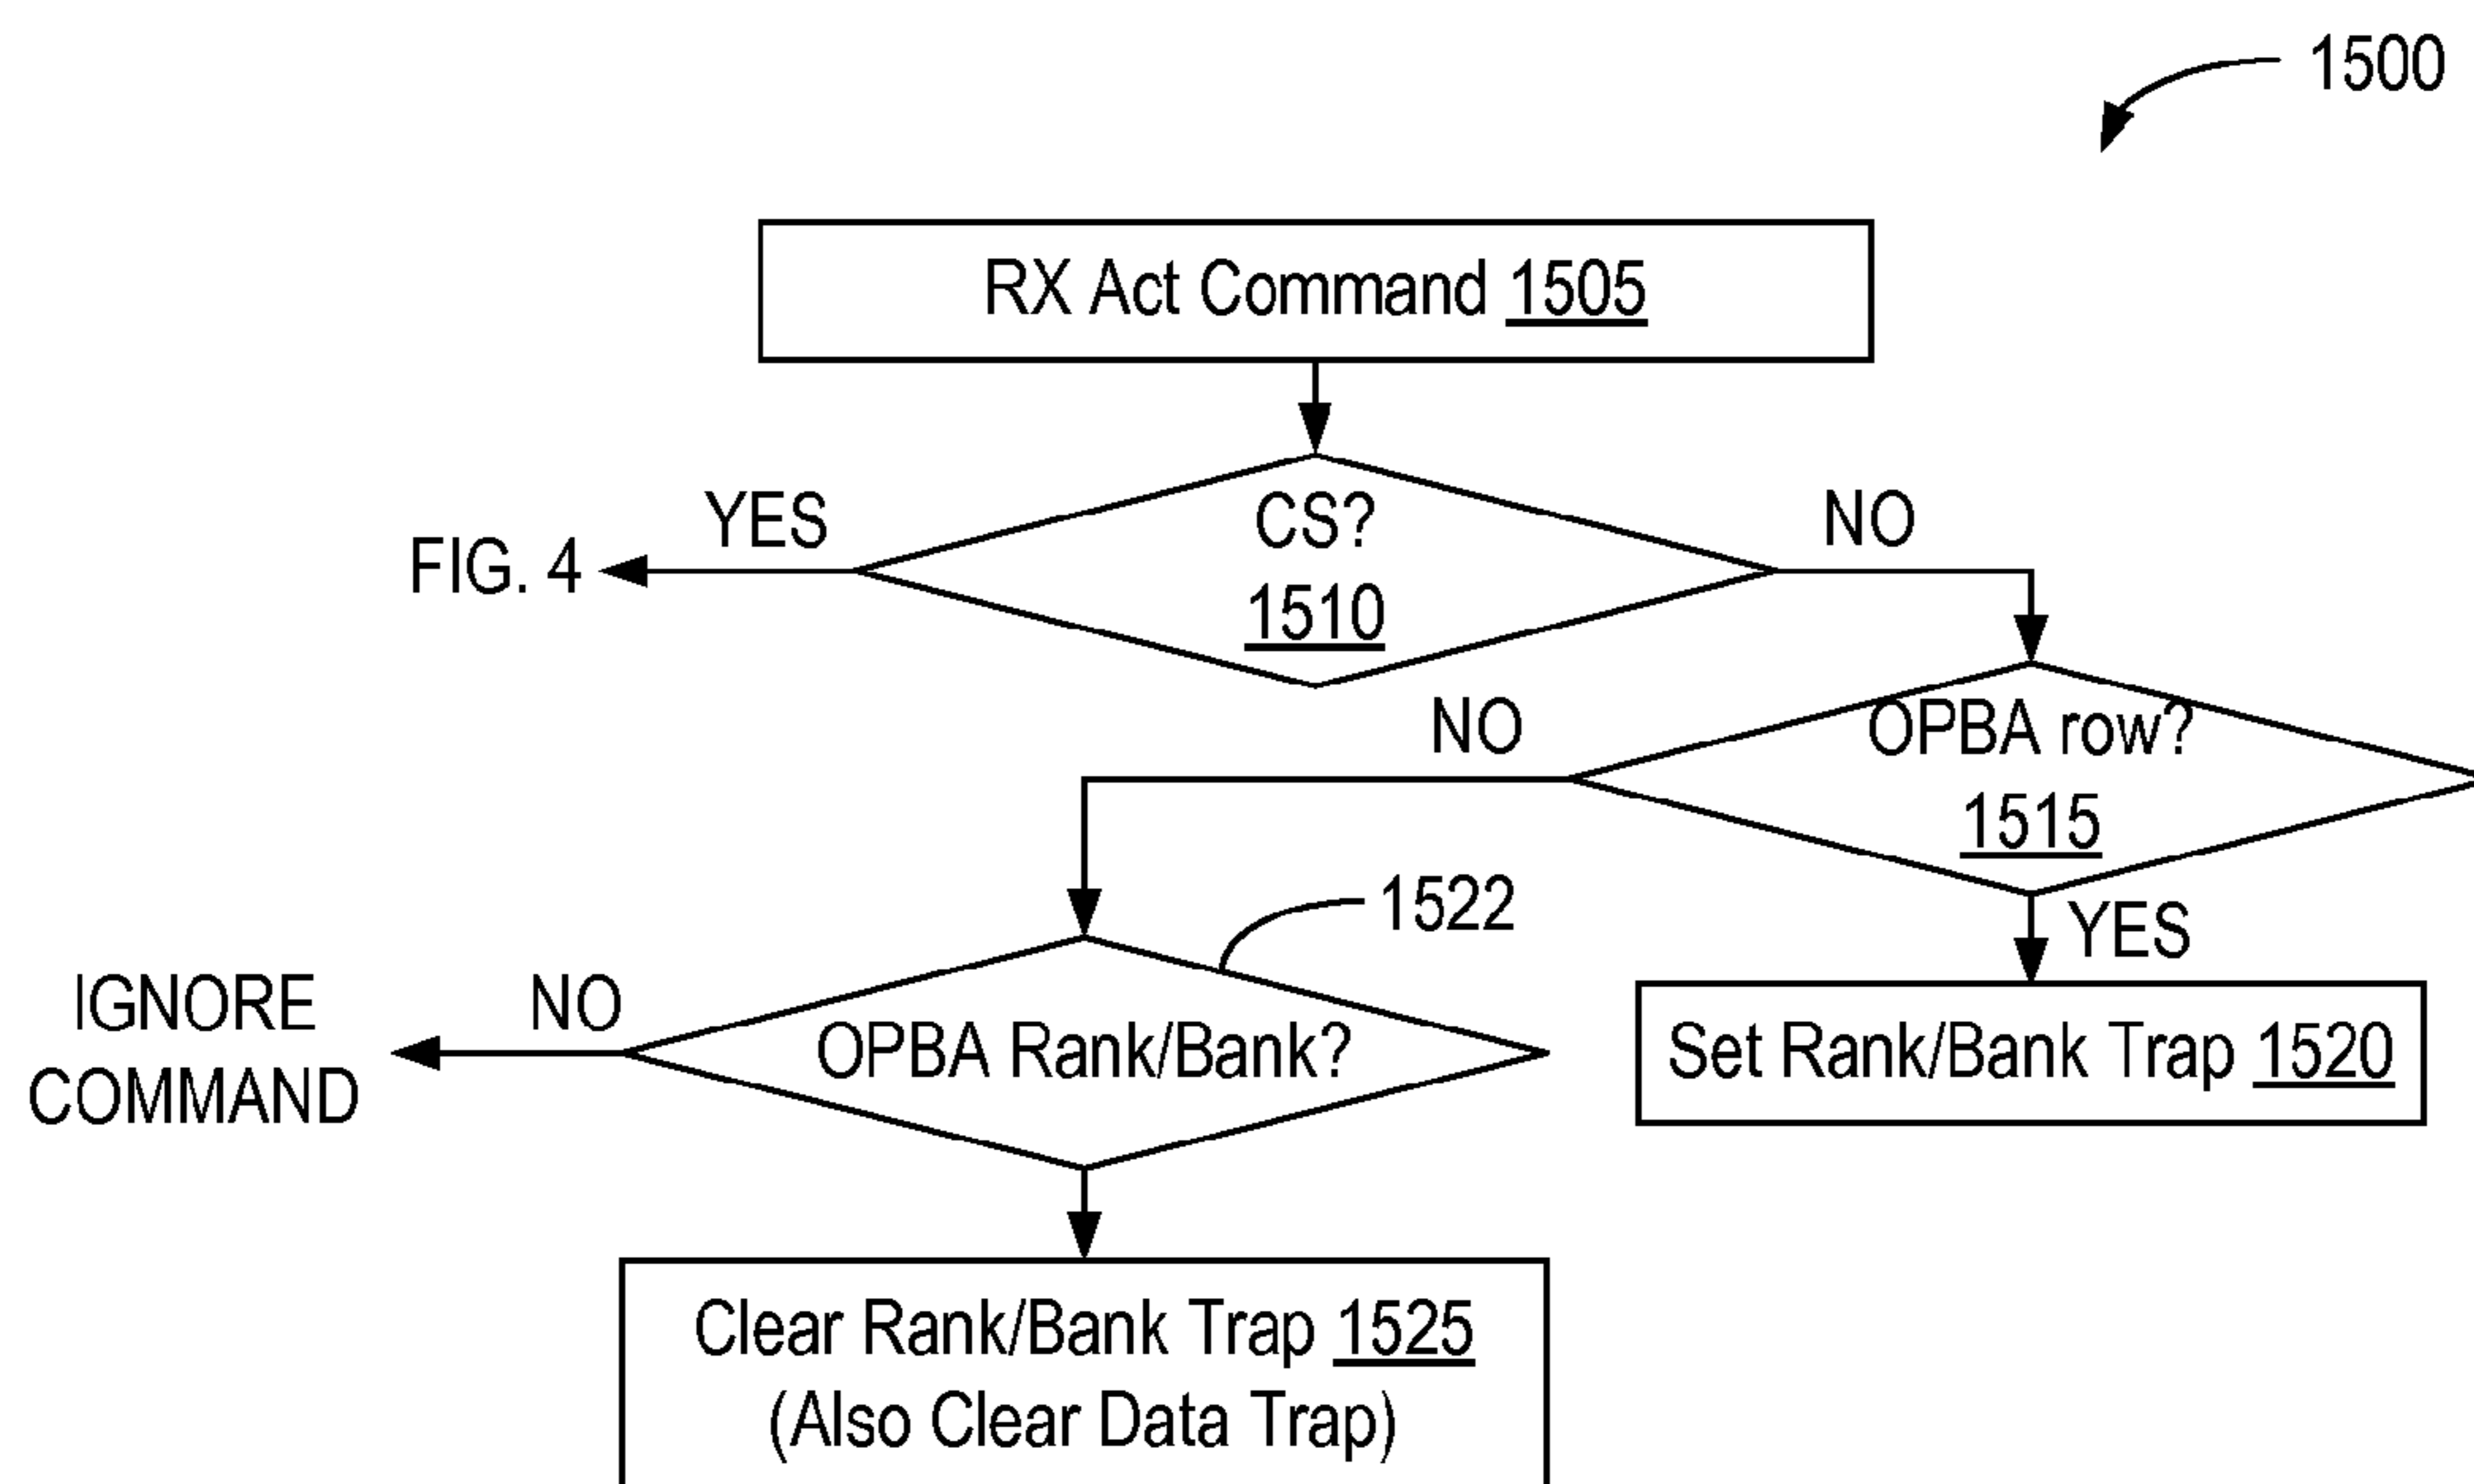 1500
RX Act Command 1505
CS?
1510
YES
NO
FIG. 4
OPBA row?
1515
NO
YES
1522
OPBA Rank/Bank?
NO
IGNORE
COMMAND
Set Rank/Bank Trap 1520
Clear Rank/Bank Trap 1525
(Also Clear Data Trap)